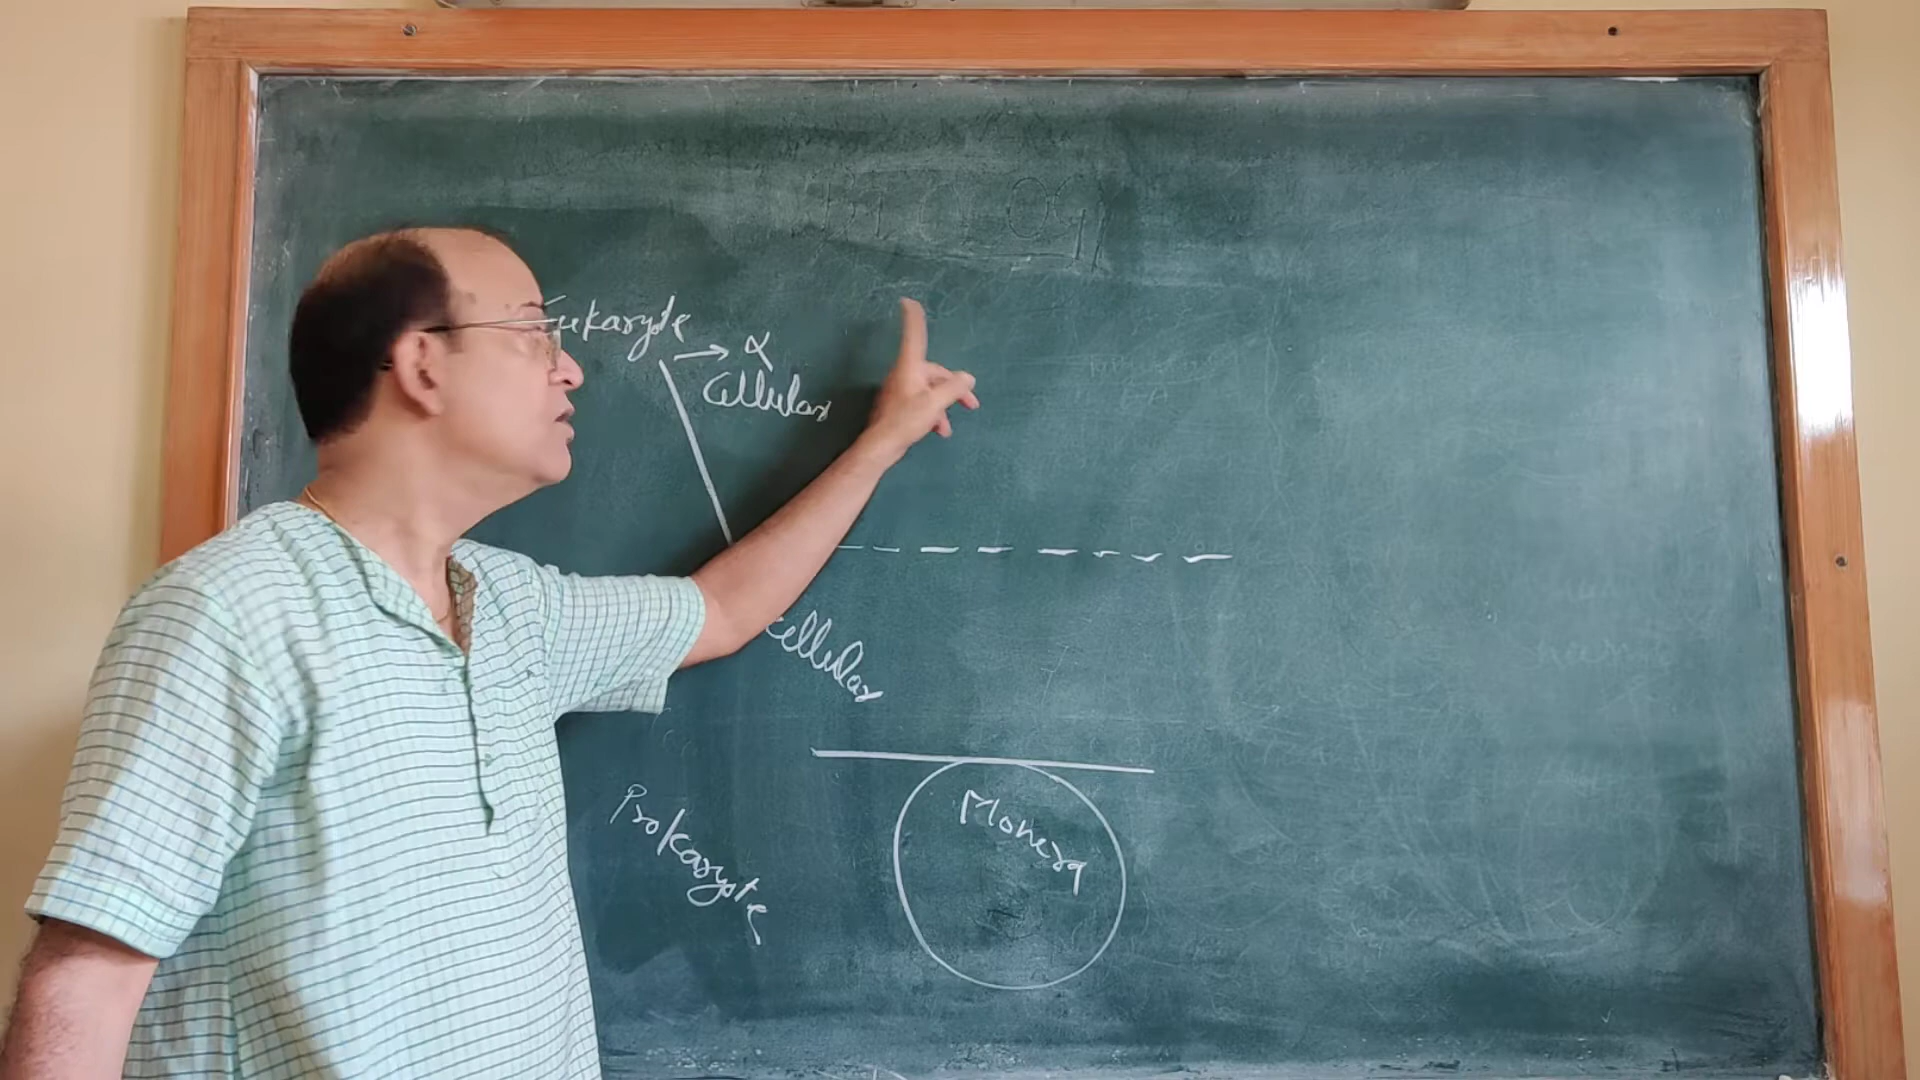 Eukaryote
→ α
Cellular
cellular
Monera
Prokaryote